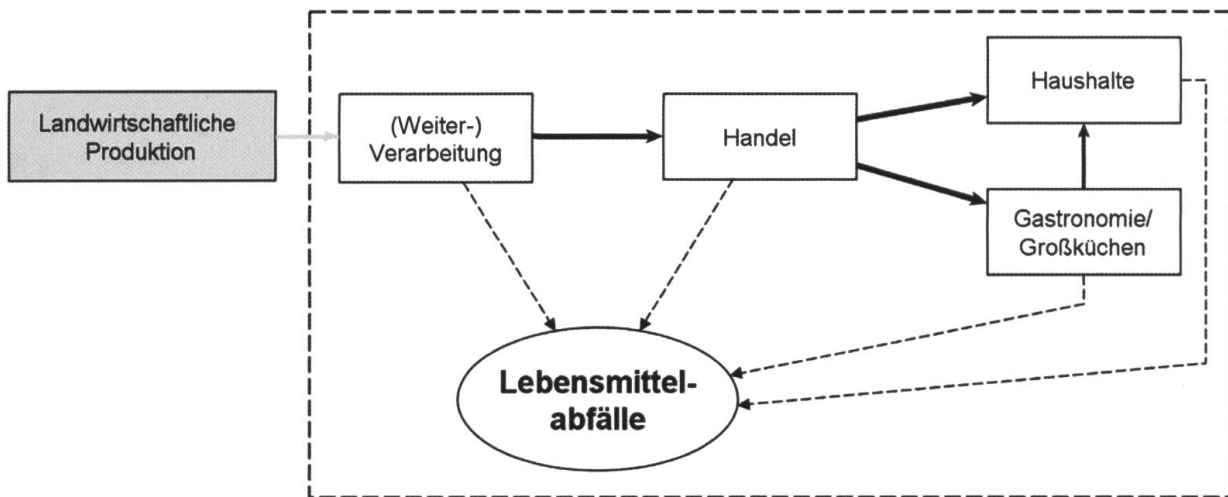 Landwirtschaftliche
Produktion
(Weiter-)
Verarbeitung
Handel
Haushalte
Gastronomie/
Großküchen
Lebensmittel-
abfälle